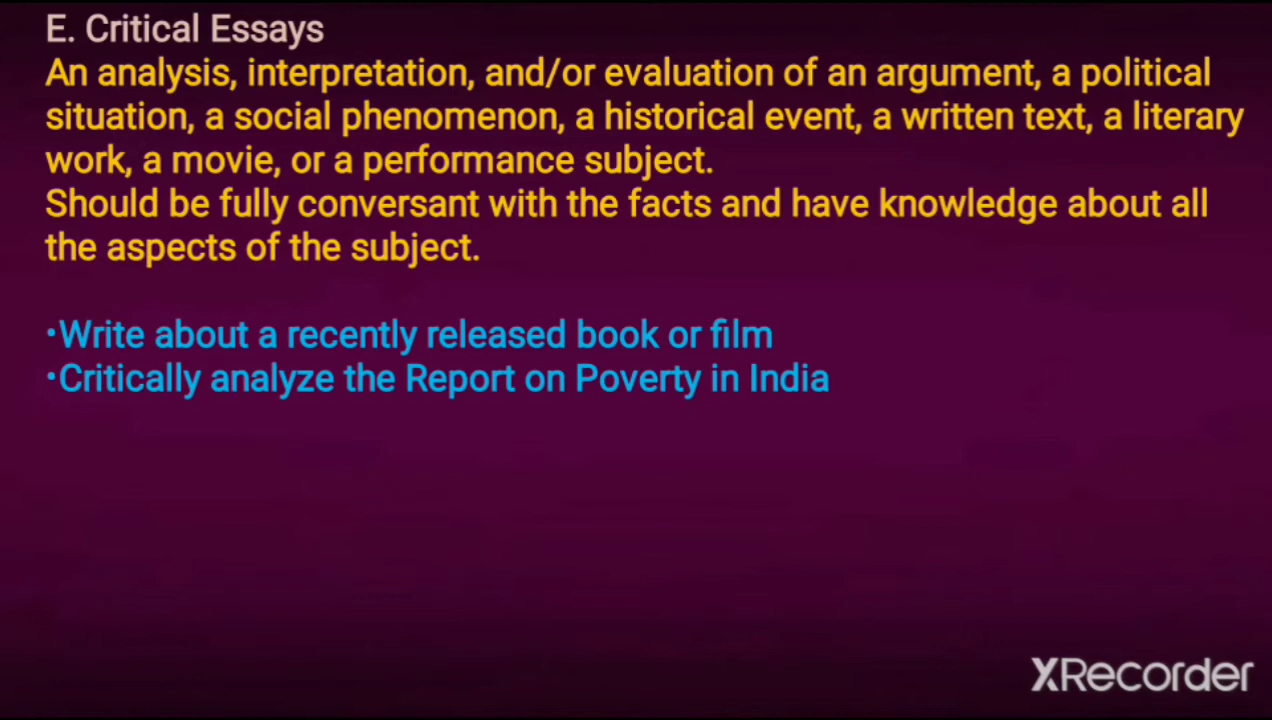 E. Critical Essays
An analysis, interpretation, and/or evaluation of an argument, a political
situation, a social phenomenon, a historical event, a written text, a literary
work, a movie, or a performance subject.
Should be fully conversant with the facts and have knowledge about all
the aspects of the subject.
•Write about a recently released book or film
•Critically analyze the Report on Poverty in India
XRecorder